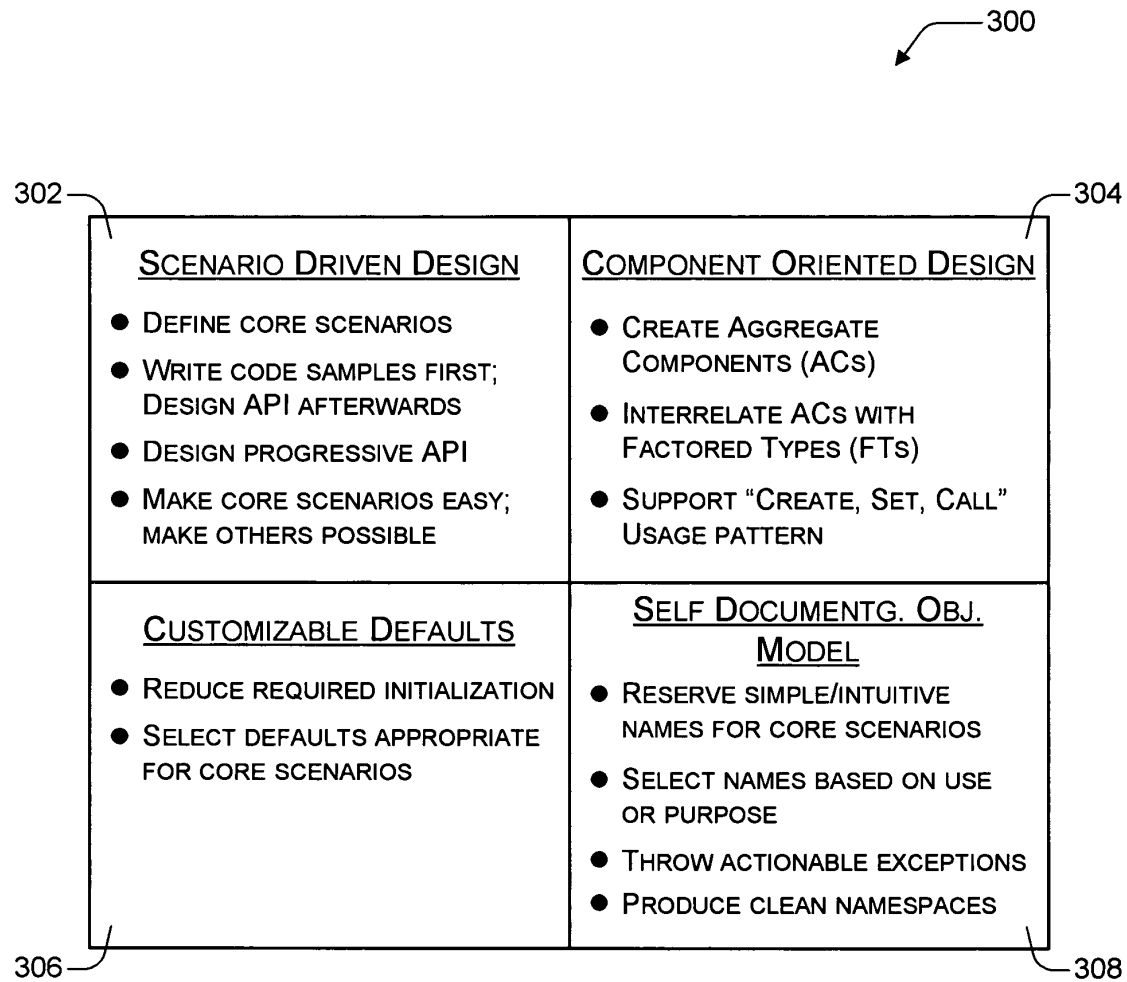 300
302
304
SCENARIO DRIVEN DESIGN
● DEFINE CORE SCENARIOS
● WRITE CODE SAMPLES FIRST;
DESIGN API AFTERWARDS
● DESIGN PROGRESSIVE API
● MAKE CORE SCENARIOS EASY;
MAKE OTHERS POSSIBLE
COMPONENT ORIENTED DESIGN
● CREATE AGGREGATE
COMPONENTS (ACS)
● INTERRELATE ACS WITH
FACTORED TYPES (FTS)
● SUPPORT “CREATE, SET, CALL”
USAGE PATTERN
CUSTOMIZABLE DEFAULTS
● REDUCE REQUIRED INITIALIZATION
● SELECT DEFAULTS APPROPRIATE
FOR CORE SCENARIOS
SELF DOCUMENTG. OBJ.
MODEL
● RESERVE SIMPLE/INTUITIVE
NAMES FOR CORE SCENARIOS
● SELECT NAMES BASED ON USE
OR PURPOSE
● THROW ACTIONABLE EXCEPTIONS
● PRODUCE CLEAN NAMESPACES
306
308